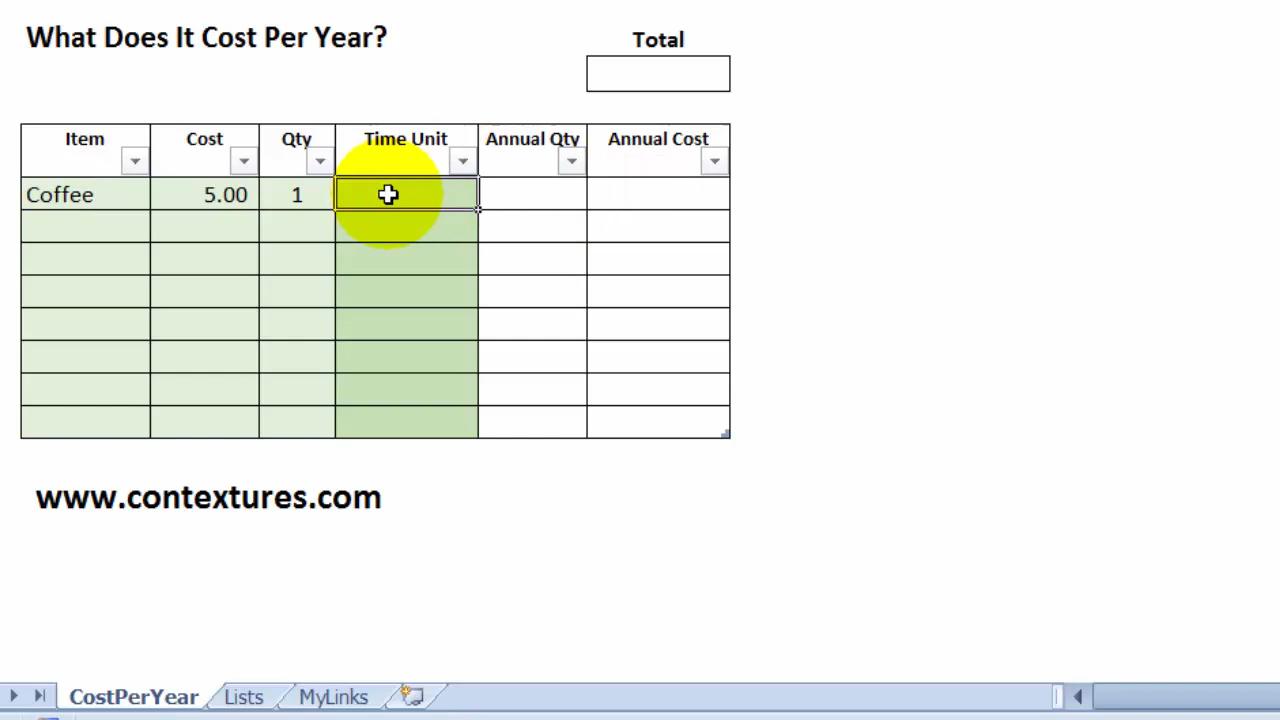 What Does It Cost Per Year?
Total
Item Cost Qty Time Unit Annual Qty Annual Cost
Coffee 5.00 1
www.contextures.com
CostPerYear Lists MyLinks